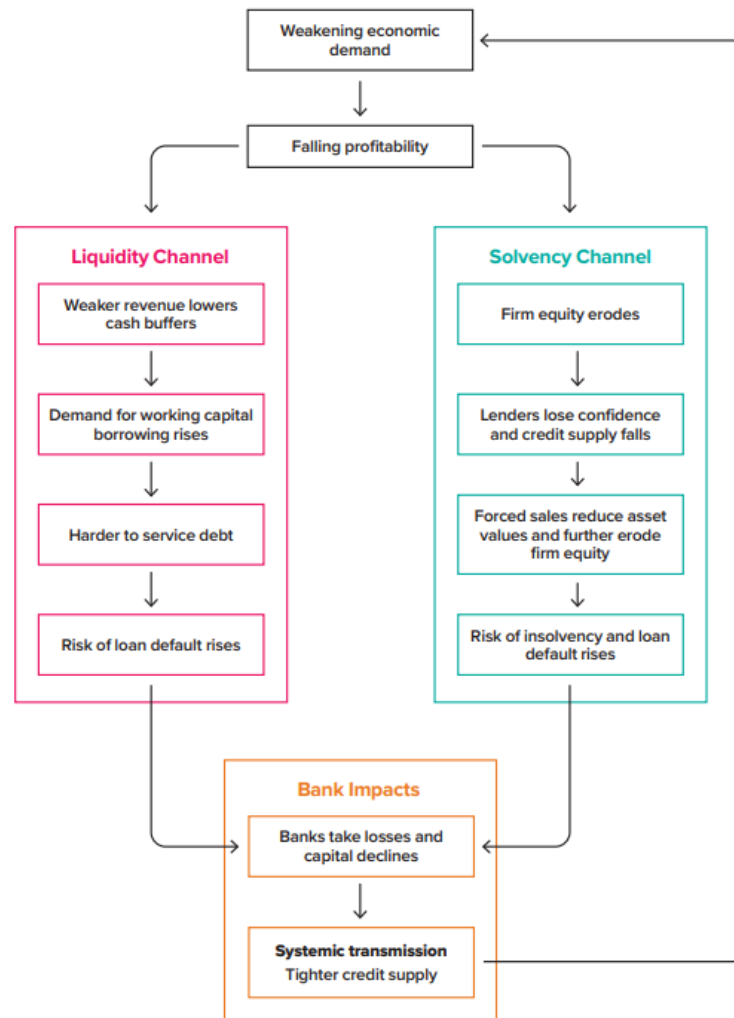 Weakening economic
demand
Falling profitability
Liquidity Channel
Weaker revenue lowers
cash buffers
Demand for working capital
borrowing rises
Harder to service debt
Risk of loan default rises
Solvency Channel
Firm equity erodes
Lenders lose confidence
and credit supply falls
Forced sales reduce asset
values and further erode
firm equity
Risk of insolvency and loan
default rises
Bank Impacts
Banks take losses and
capital declines
Systemic transmission
Tighter credit supply